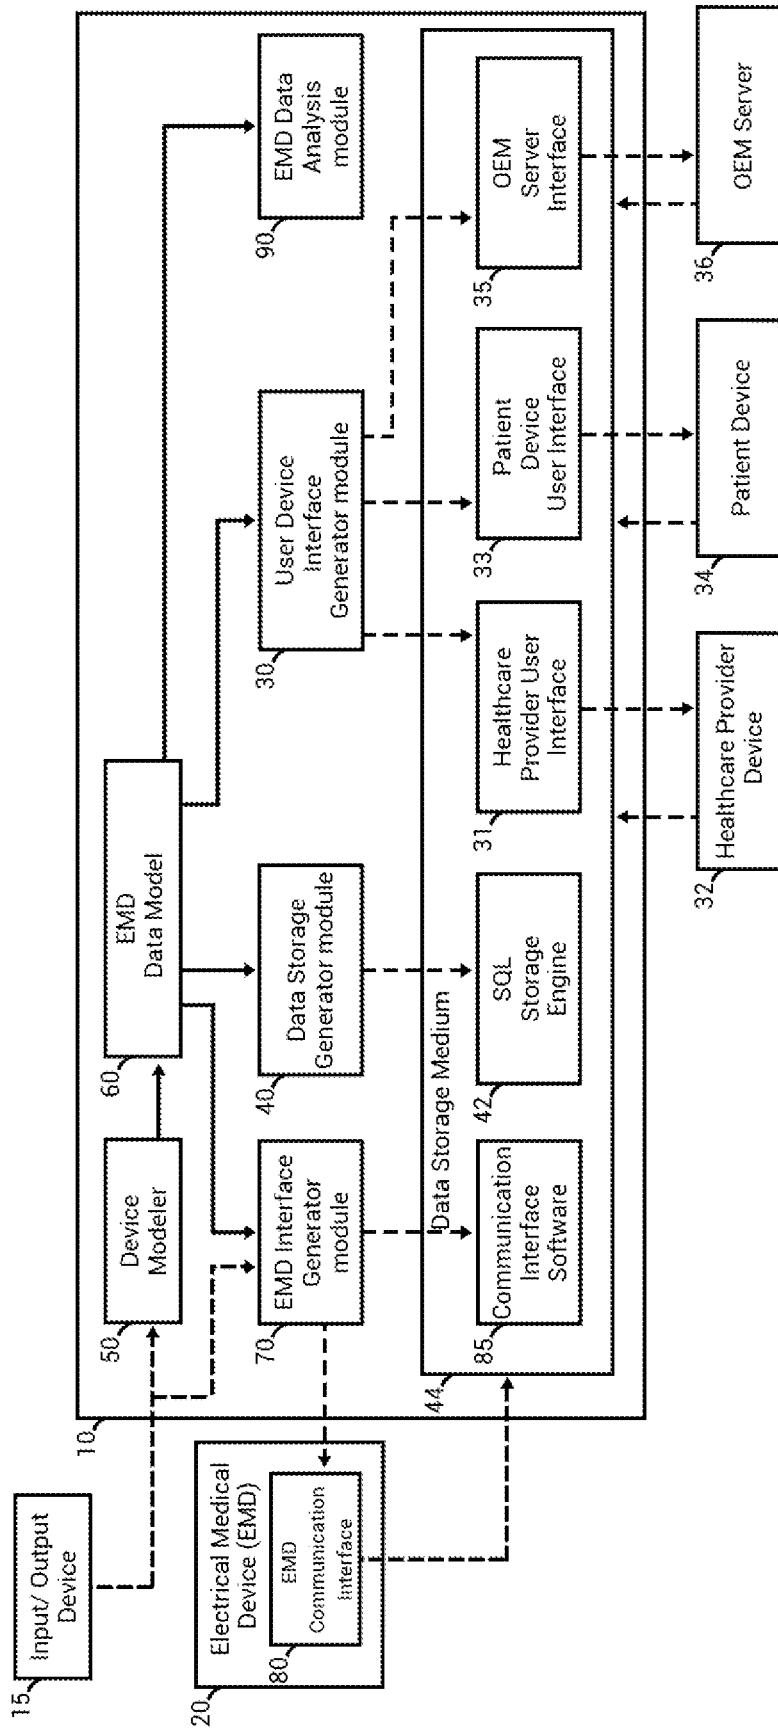 15
Input/ Output
Device
10
50
Device
Modeler
60
EMD
Data Model
20
Electrical Medical
Device (EMD)
80
EMD
Communication
Interface
70
EMD Interface
Generator
module
40
Data Storage
Generator module
30
User Device
Interface
Generator module
90
EMD Data
Analysis
module
44
Data Storage Medium
85
Communication
Interface
Software
42
SQL
Storage
Engine
31
Healthcare
Provider User
Interface
33
Patient
Device
User Interface
35
OEM
Server
Interface
32
Healthcare Provider
Device
34
Patient Device
36
OEM Server